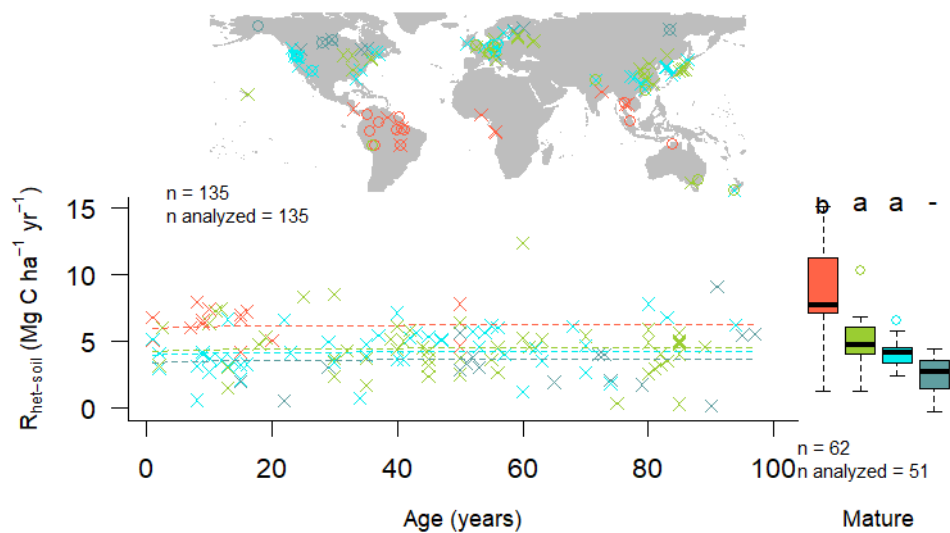 n = 135
n analyzed = 135
R_het−soil (Mg C ha⁻¹ yr⁻¹)
15
10
5
0
b a a -
0 20 40 60 80 100
n = 62
n analyzed = 51
Age (years)
Mature